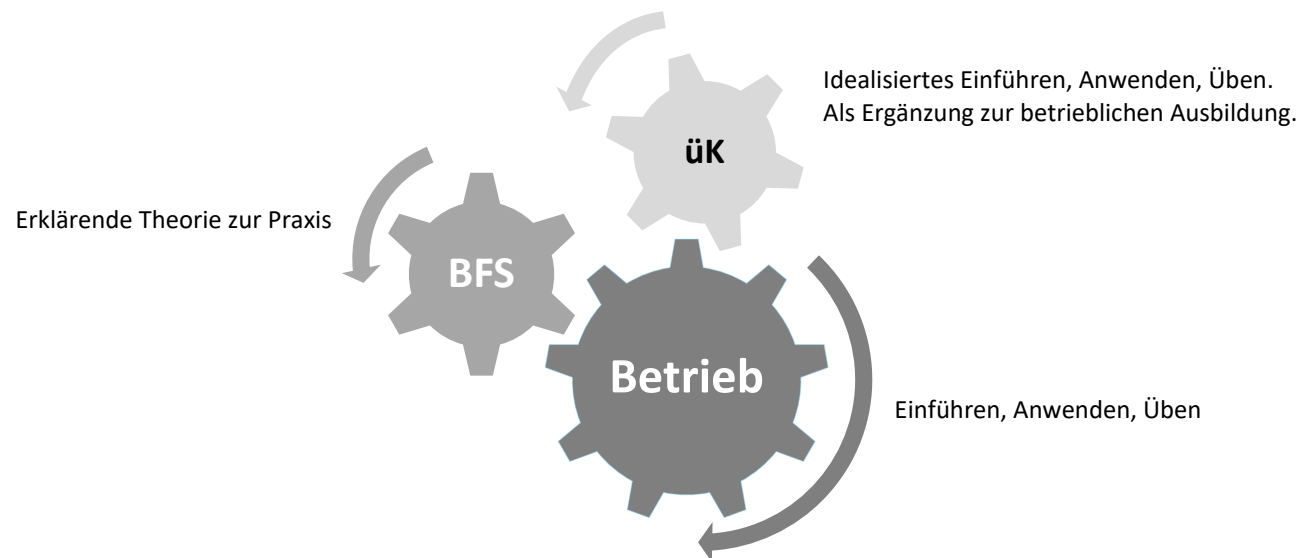 Idealisiertes Einführen, Anwenden, Üben.
Als Ergänzung zur betrieblichen Ausbildung.
üK
Erklärende Theorie zur Praxis
BFS
Betrieb
Einführen, Anwenden, Üben